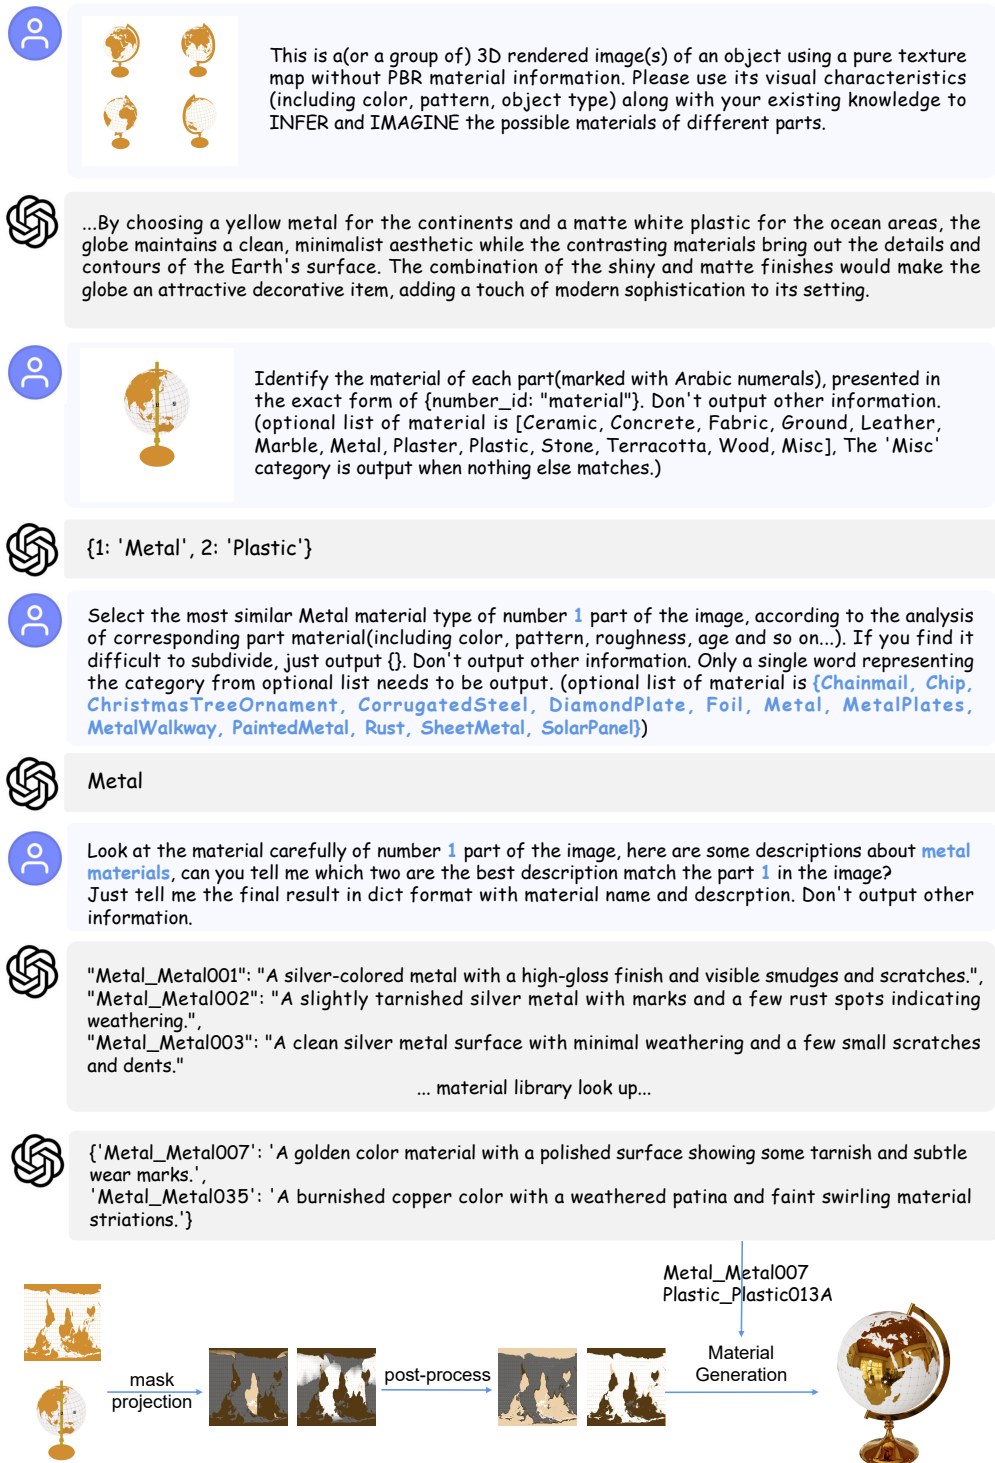 This is a(or a group of) 3D rendered image(s) of an object using a pure texture
map without PBR material information. Please use its visual characteristics
(including color, pattern, object type) along with your existing knowledge to
INFER and IMAGINE the possible materials of different parts.
...By choosing a yellow metal for the continents and a matte white plastic for the ocean areas, the
globe maintains a clean, minimalist aesthetic while the contrasting materials bring out the details and
contours of the Earth's surface. The combination of the shiny and matte finishes would make the
globe an attractive decorative item, adding a touch of modern sophistication to its setting.
Identify the material of each part(marked with Arabic numerals), presented in
the exact form of {number_id: "material"}. Don't output other information.
(optional list of material is [Ceramic, Concrete, Fabric, Ground, Leather,
Marble, Metal, Plaster, Plastic, Stone, Terracotta, Wood, Misc], The 'Misc'
category is output when nothing else matches.)
{1: 'Metal', 2: 'Plastic'}
Select the most similar Metal material type of number 1 part of the image, according to the analysis
of corresponding part material(including color, pattern, roughness, age and so on...). If you find it
difficult to subdivide, just output {}. Don't output other information. Only a single word representing
the category from optional list needs to be output. (optional list of material is {Chainmail, Chip,
ChristmasTreeOrnament, CorrugatedSteel, DiamondPlate, Foil, Metal, MetalPlates,
MetalWalkway, PaintedMetal, Rust, SheetMetal, SolarPanel})
Metal
Look at the material carefully of number 1 part of the image, here are some descriptions about metal
materials, can you tell me which two are the best description match the part 1 in the image?
Just tell me the final result in dict format with material name and descrption. Don't output other
information.
"Metal_Metal001": "A silver-colored metal with a high-gloss finish and visible smudges and scratches.",
"Metal_Metal002": "A slightly tarnished silver metal with marks and a few rust spots indicating
weathering.",
"Metal_Metal003": "A clean silver metal surface with minimal weathering and a few small scratches
and dents."
... material library look up...
{'Metal_Metal007': 'A golden color material with a polished surface showing some tarnish and subtle
wear marks.',
'Metal_Metal035': 'A burnished copper color with a weathered patina and faint swirling material
striations.'}
Metal_Metal007
Plastic_Plastic013A
mask
projection
post-process
Material
Generation